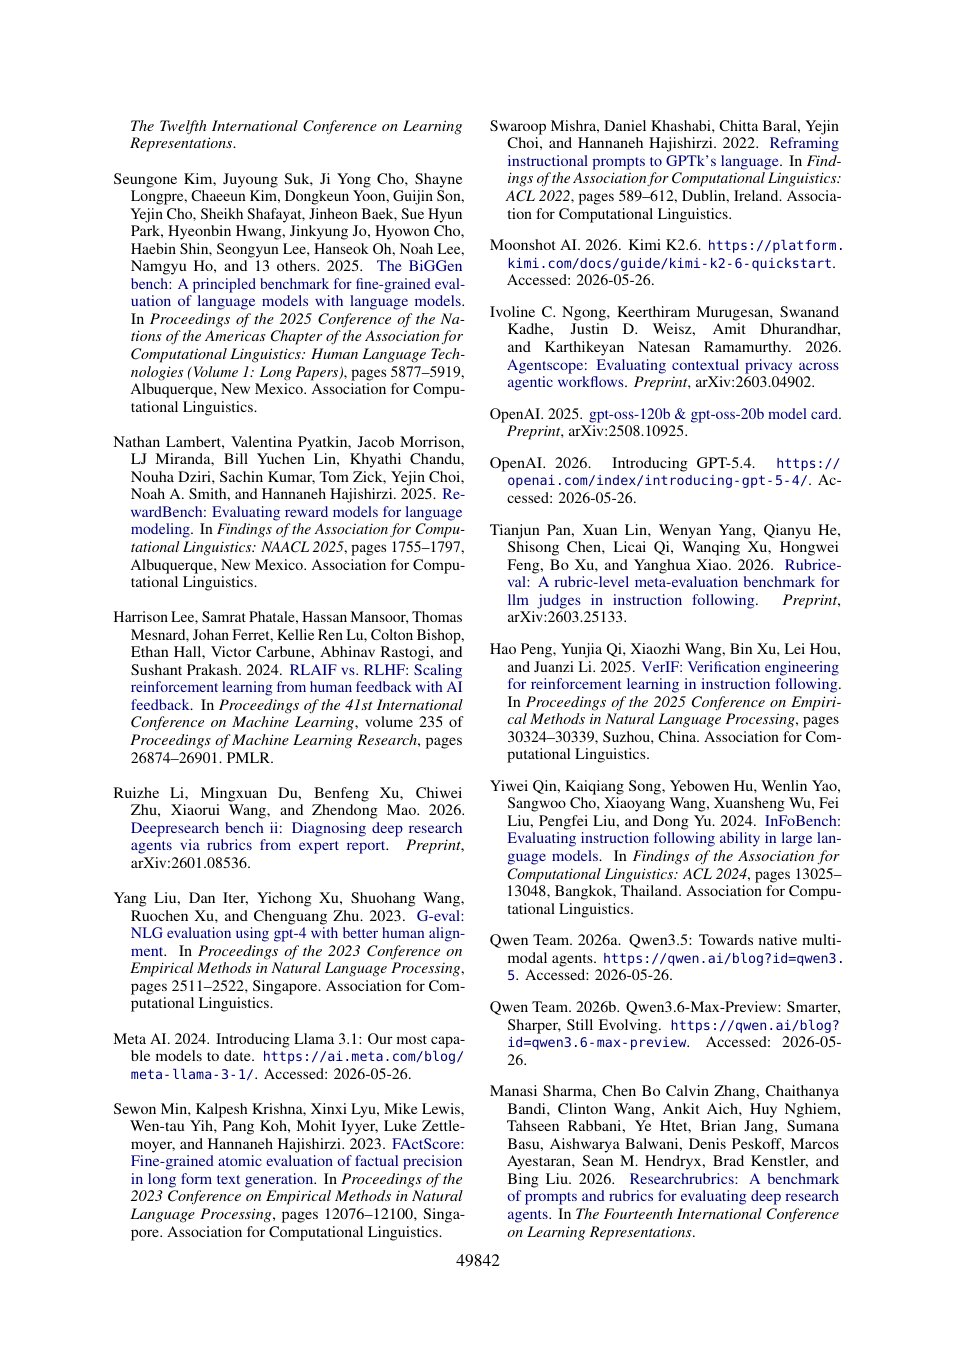 The Twelfth International Conference on Learning
Representations.
Seungone Kim, Juyoung Suk, Ji Yong Cho, Shayne
Longpre, Chaeeun Kim, Dongkeun Yoon, Guijin Son,
Yejin Cho, Sheikh Shafayat, Jinheon Baek, Sue Hyun
Park, Hyeonbin Hwang, Jinkyung Jo, Hyowon Cho,
Haebin Shin, Seongyun Lee, Hanseok Oh, Noah Lee,
Namgyu Ho, and 13 others. 2025. The BiGGen
bench: A principled benchmark for fine-grained eval-
uation of language models with language models.
In Proceedings of the 2025 Conference of the Na-
tions of the Americas Chapter of the Association for
Computational Linguistics: Human Language Tech-
nologies (Volume 1: Long Papers), pages 5877–5919,
Albuquerque, New Mexico. Association for Compu-
tational Linguistics.
Nathan Lambert, Valentina Pyatkin, Jacob Morrison,
LJ Miranda, Bill Yuchen Lin, Khyathi Chandu,
Nouha Dziri, Sachin Kumar, Tom Zick, Yejin Choi,
Noah A. Smith, and Hannaneh Hajishirzi. 2025. Re-
wardBench: Evaluating reward models for language
modeling. In Findings of the Association for Compu-
tational Linguistics: NAACL 2025, pages 1755–1797,
Albuquerque, New Mexico. Association for Compu-
tational Linguistics.
Harrison Lee, Samrat Phatale, Hassan Mansoor, Thomas
Mesnard, Johan Ferret, Kellie Ren Lu, Colton Bishop,
Ethan Hall, Victor Carbune, Abhinav Rastogi, and
Sushant Prakash. 2024. RLAIF vs. RLHF: Scaling
reinforcement learning from human feedback with AI
feedback. In Proceedings of the 41st International
Conference on Machine Learning, volume 235 of
Proceedings of Machine Learning Research, pages
26874–26901. PMLR.
Ruizhe Li, Mingxuan Du, Benfeng Xu, Chiwei
Zhu, Xiaorui Wang, and Zhendong Mao. 2026.
Deepresearch bench ii: Diagnosing deep research
agents via rubrics from expert report. Preprint,
arXiv:2601.08536.
Yang Liu, Dan Iter, Yichong Xu, Shuohang Wang,
Ruochen Xu, and Chenguang Zhu. 2023. G-eval:
NLG evaluation using gpt-4 with better human align-
ment. In Proceedings of the 2023 Conference on
Empirical Methods in Natural Language Processing,
pages 2511–2522, Singapore. Association for Com-
putational Linguistics.
Meta AI. 2024. Introducing Llama 3.1: Our most capa-
ble models to date. https://ai.meta.com/blog/
meta-llama-3-1/. Accessed: 2026-05-26.
Sewon Min, Kalpesh Krishna, Xinxi Lyu, Mike Lewis,
Wen-tau Yih, Pang Koh, Mohit Iyyer, Luke Zettle-
moyer, and Hannaneh Hajishirzi. 2023. FActScore:
Fine-grained atomic evaluation of factual precision
in long form text generation. In Proceedings of the
2023 Conference on Empirical Methods in Natural
Language Processing, pages 12076–12100, Singa-
pore. Association for Computational Linguistics.
Swaroop Mishra, Daniel Khashabi, Chitta Baral, Yejin
Choi, and Hannaneh Hajishirzi. 2022. Reframing
instructional prompts to GPTk's language. In Find-
ings of the Association for Computational Linguistics:
ACL 2022, pages 589–612, Dublin, Ireland. Associa-
tion for Computational Linguistics.
Moonshot AI. 2026. Kimi K2.6. https://platform.
kimi.com/docs/guide/kimi-k2-6-quickstart.
Accessed: 2026-05-26.
Ivoline C. Ngong, Keerthiram Murugesan, Swanand
Kadhe, Justin D. Weisz, Amit Dhurandhar,
and Karthikeyan Natesan Ramamurthy. 2026.
Agentscope: Evaluating contextual privacy across
agentic workflows. Preprint, arXiv:2603.04902.
OpenAI. 2025. gpt-oss-120b & gpt-oss-20b model card.
Preprint, arXiv:2508.10925.
OpenAI. 2026. Introducing GPT-5.4. https://
openai.com/index/introducing-gpt-5-4/. Ac-
cessed: 2026-05-26.
Tianjun Pan, Xuan Lin, Wenyan Yang, Qianyu He,
Shisong Chen, Licai Qi, Wanqing Xu, Hongwei
Feng, Bo Xu, and Yanghua Xiao. 2026. Rubrice-
val: A rubric-level meta-evaluation benchmark for
llm judges in instruction following. Preprint,
arXiv:2603.25133.
Hao Peng, Yunjia Qi, Xiaozhi Wang, Bin Xu, Lei Hou,
and Juanzi Li. 2025. VerIF: Verification engineering
for reinforcement learning in instruction following.
In Proceedings of the 2025 Conference on Empiri-
cal Methods in Natural Language Processing, pages
30324–30339, Suzhou, China. Association for Com-
putational Linguistics.
Yiwei Qin, Kaiqiang Song, Yebowen Hu, Wenlin Yao,
Sangwoo Cho, Xiaoyang Wang, Xuansheng Wu, Fei
Liu, Pengfei Liu, and Dong Yu. 2024. InFoBench:
Evaluating instruction following ability in large lan-
guage models. In Findings of the Association for
Computational Linguistics: ACL 2024, pages 13025–
13048, Bangkok, Thailand. Association for Compu-
tational Linguistics.
Qwen Team. 2026a. Qwen3.5: Towards native multi-
modal agents. https://qwen.ai/blog?id=qwen3.
5. Accessed: 2026-05-26.
Qwen Team. 2026b. Qwen3.6-Max-Preview: Smarter,
Sharper, Still Evolving. https://qwen.ai/blog?
id=qwen3.6-max-preview. Accessed: 2026-05-
26.
Manasi Sharma, Chen Bo Calvin Zhang, Chaithanya
Bandi, Clinton Wang, Ankit Aich, Huy Nghiem,
Tahseen Rabbani, Ye Htet, Brian Jang, Sumana
Basu, Aishwarya Balwani, Denis Peskoff, Marcos
Ayestaran, Sean M. Hendryx, Brad Kenstler, and
Bing Liu. 2026. Researchrubrics: A benchmark
of prompts and rubrics for evaluating deep research
agents. In The Fourteenth International Conference
on Learning Representations.
49842